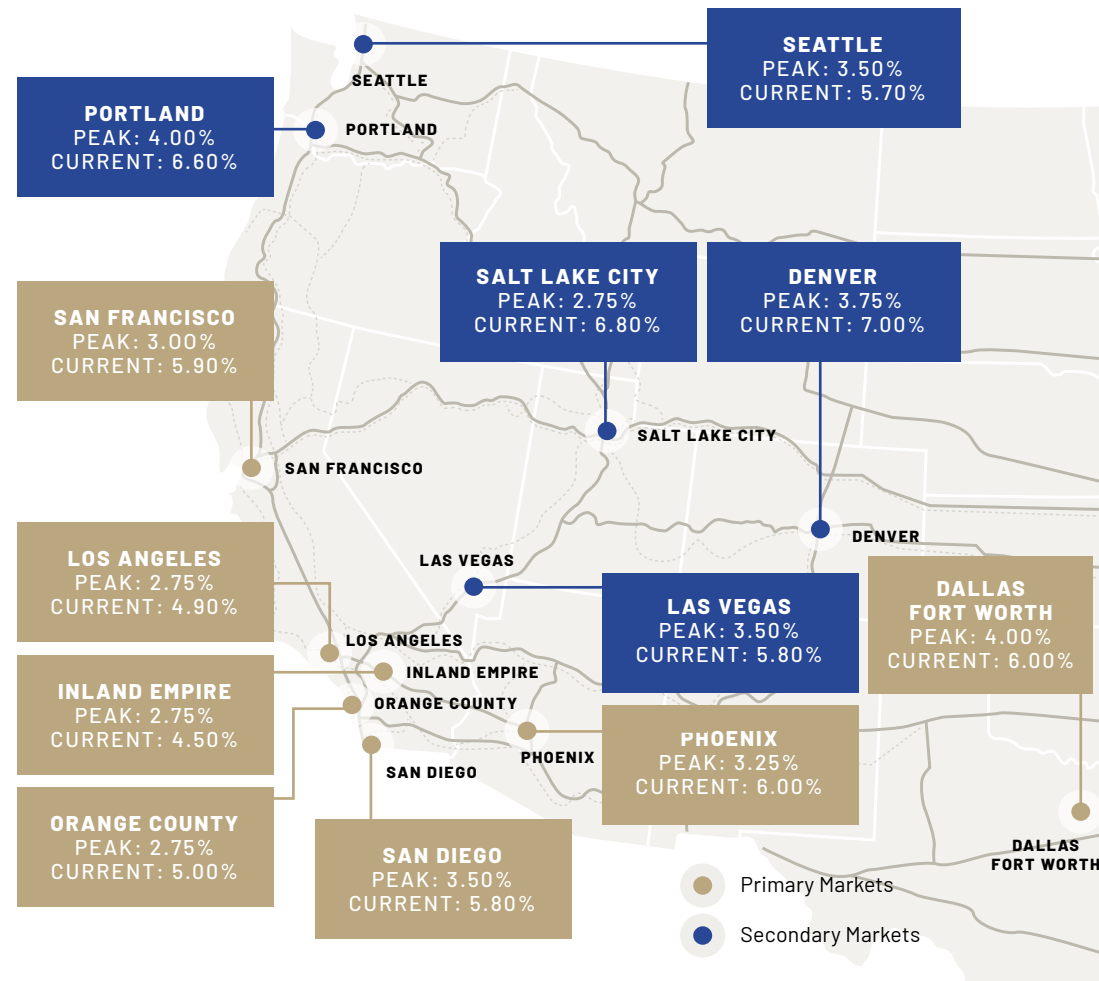 SEATTLE
PEAK: 3.50%
CURRENT: 5.70%
SEATTLE
PORTLAND
PEAK: 4.00%
CURRENT: 6.60%
PORTLAND
SALT LAKE CITY
PEAK: 2.75%
CURRENT: 6.80%
DENVER
PEAK: 3.75%
CURRENT: 7.00%
SAN FRANCISCO
PEAK: 3.00%
CURRENT: 5.90%
SALT LAKE CITY
SAN FRANCISCO
DENVER
LOS ANGELES
PEAK: 2.75%
CURRENT: 4.90%
LAS VEGAS
LAS VEGAS
PEAK: 3.50%
CURRENT: 5.80%
DALLAS
FORT WORTH
PEAK: 4.00%
CURRENT: 6.00%
LOS ANGELES
INLAND EMPIRE
ORANGE COUNTY
INLAND EMPIRE
PEAK: 2.75%
CURRENT: 4.50%
PHOENIX
PEAK: 3.25%
CURRENT: 6.00%
PHOENIX
SAN DIEGO
ORANGE COUNTY
PEAK: 2.75%
CURRENT: 5.00%
SAN DIEGO
PEAK: 3.50%
CURRENT: 5.80%
DALLAS
FORT WORTH
Primary Markets
Secondary Markets